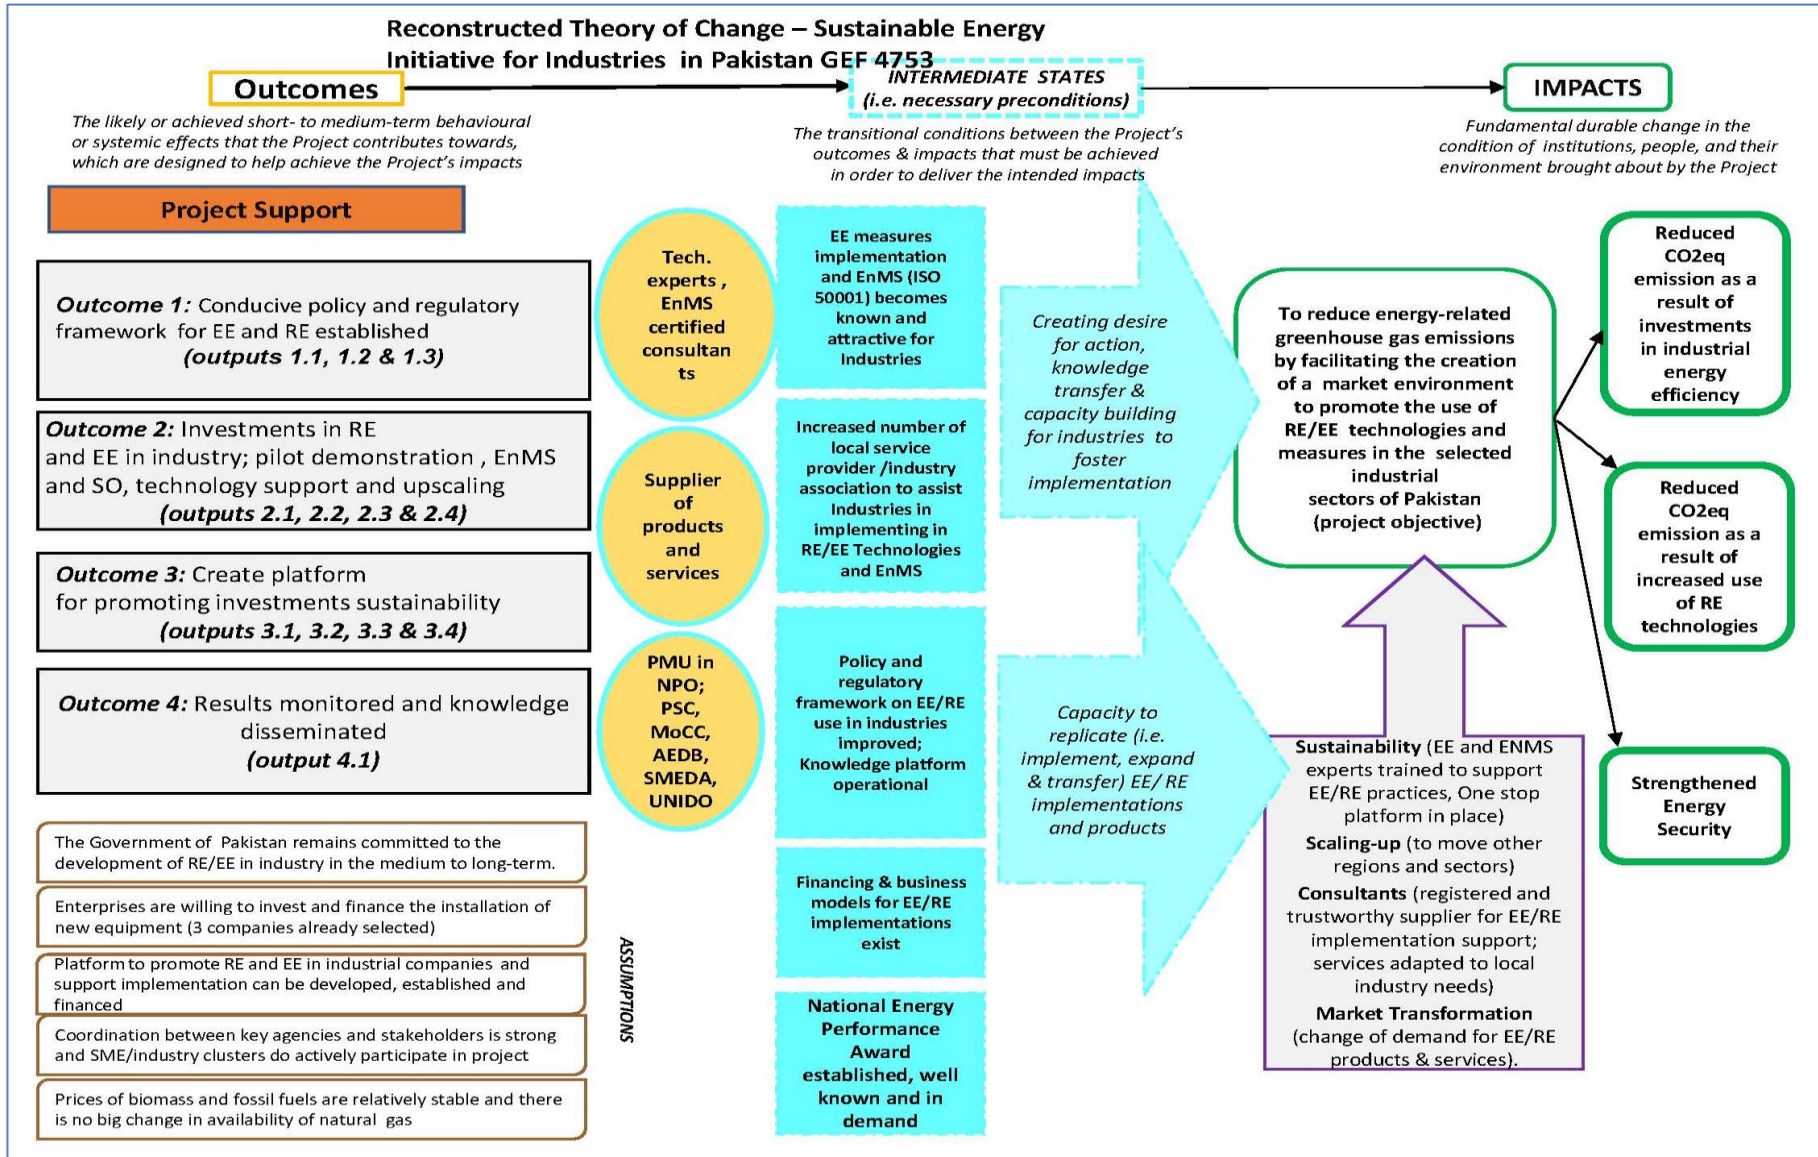 Reconstructed Theory of Change – Sustainable Energy
Initiative for Industries in Pakistan GEF 4753
Outcomes
INTERMEDIATE STATES
(i.e. necessary preconditions)
IMPACTS
The likely or achieved short- to medium-term behavioural
or systemic effects that the Project contributes towards,
which are designed to help achieve the Project's impacts
The transitional conditions between the Project's
outcomes & impacts that must be achieved
in order to deliver the intended impacts
Fundamental durable change in the
condition of institutions, people, and their
environment brought about by the Project
Project Support
Outcome 1: Conducive policy and regulatory
framework for EE and RE established
(outputs 1.1, 1.2 & 1.3)
Outcome 2: Investments in RE
and EE in industry; pilot demonstration , EnMS
and SO, technology support and upscaling
(outputs 2.1, 2.2, 2.3 & 2.4)
Outcome 3: Create platform
for promoting investments sustainability
(outputs 3.1, 3.2, 3.3 & 3.4)
Outcome 4: Results monitored and knowledge
disseminated
(output 4.1)
The Government of Pakistan remains committed to the
development of RE/EE in industry in the medium to long-term.
Enterprises are willing to invest and finance the installation of
new equipment (3 companies already selected)
Platform to promote RE and EE in industrial companies and
support implementation can be developed, established and
financed
Coordination between key agencies and stakeholders is strong
and SME/industry clusters do actively participate in project
Prices of biomass and fossil fuels are relatively stable and there
is no big change in availability of natural gas
ASSUMPTIONS
Tech.
experts ,
EnMS
certified
consultan
ts
Supplier
of
products
and
services
PMU in
NPO;
PSC,
MoCC,
AEDB,
SMEDA,
UNIDO
EE measures
implementation
and EnMS (ISO
50001) becomes
known and
attractive for
Industries
Increased number of
local service
provider /industry
association to assist
Industries in
implementing in
RE/EE Technologies
and EnMS
Policy and
regulatory
framework on EE/RE
use in industries
improved;
Knowledge platform
operational
Financing & business
models for EE/RE
implementations
exist
National Energy
Performance
Award
established, well
known and in
demand
Creating desire
for action,
knowledge
transfer &
capacity building
for industries to
foster
implementation
Capacity to
replicate (i.e.
implement, expand
& transfer) EE/ RE
implementations
and products
To reduce energy-related
greenhouse gas emissions
by facilitating the creation
of a market environment
to promote the use of
RE/EE technologies and
measures in the selected
industrial
sectors of Pakistan
(project objective)
Sustainability (EE and ENMS
experts trained to support
EE/RE practices, One stop
platform in place)
Scaling-up (to move other
regions and sectors)
Consultants (registered and
trustworthy supplier for EE/RE
implementation support;
services adapted to local
industry needs)
Market Transformation
(change of demand for EE/RE
products & services).
Reduced
CO2eq
emission as a
result of
investments
in industrial
energy
efficiency
Reduced
CO2eq
emission as a
result of
increased use
of RE
technologies
Strengthened
Energy
Security